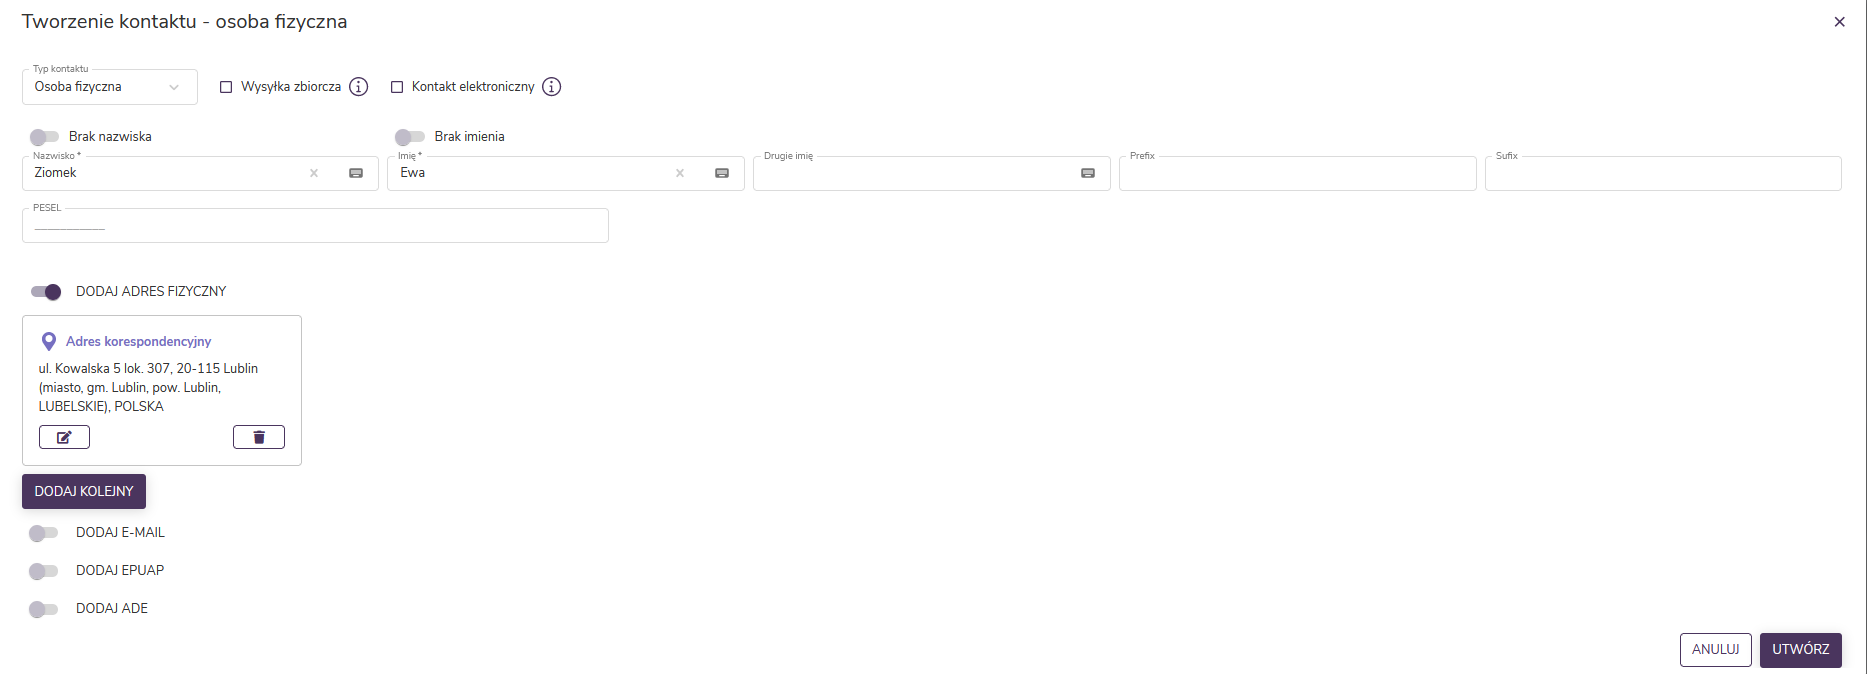 Tworzenie kontaktu - osoba fizyczna
Typ kontaktu
Osoba fizyczna
Wysyłka zbiorcza
Kontakt elektroniczny
Brak nazwiska
Brak imienia
Nazwisko *
Ziomek
Imię *
Ewa
Drugie imię
Prefix
Sufix
PESEL
___________
DODAJ ADRES FIZYCZNY
Adres korespondencyjny
ul. Kowalska 5 lok. 307, 20-115 Lublin
(miasto, gm. Lublin, pow. Lublin,
LUBELSKIE), POLSKA
DODAJ KOLEJNY
DODAJ E-MAIL
DODAJ EPUAP
DODAJ ADE
ANULUJ
UTWÓRZ